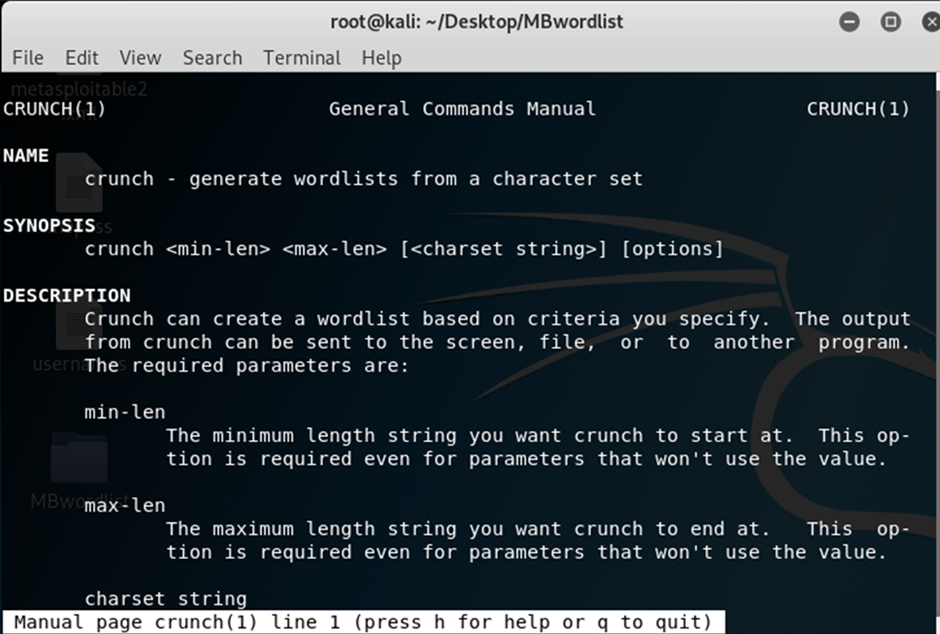 root@kali: ~/Desktop/MBwordlist
File Edit View Search Terminal Help
metasploitable2
CRUNCH(1) General Commands Manual CRUNCH(1)
NAME
crunch - generate wordlists from a character set
SYNOPSIS
crunch <min-len> <max-len> [<charset string>] [options]
DESCRIPTION
Crunch can create a wordlist based on criteria you specify. The output
from crunch can be sent to the screen, file, or to another program.
The required parameters are:
min-len
The minimum length string you want crunch to start at. This op-
tion is required even for parameters that won't use the value.
MBwordlist
max-len
The maximum length string you want crunch to end at. This op-
tion is required even for parameters that won't use the value.
charset string
Manual page crunch(1) line 1 (press h for help or q to quit)